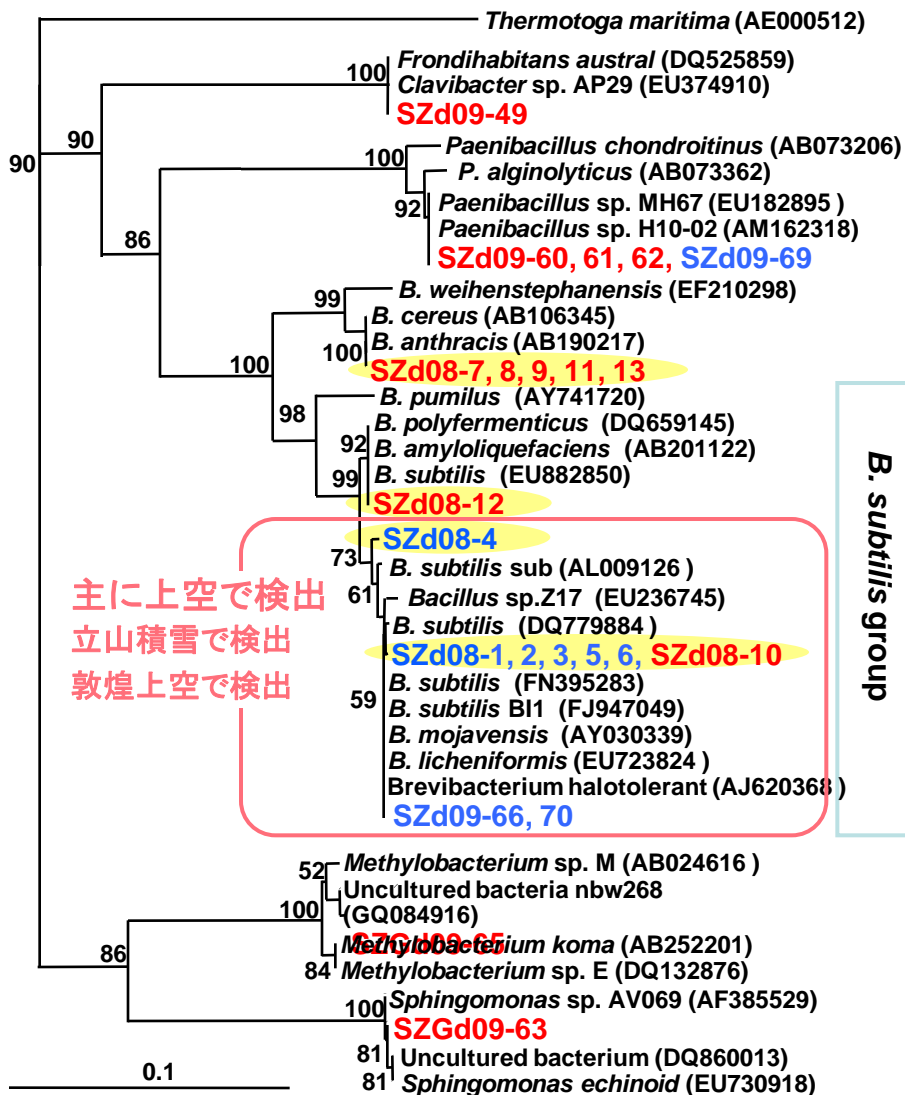 Thermotoga maritima (AE000512)
Frondihabitans austral (DQ525859)
100
Clavibacter sp. AP29 (EU374910)
SZd09-49
90
90
Paenibacillus chondroitinus (AB073206)
100
P. alginolyticus (AB073362)
92
Paenibacillus sp. MH67 (EU182895 )
Paenibacillus sp. H10-02 (AM162318)
86
SZd09-60, 61, 62, SZd09-69
B. weihenstephanensis (EF210298)
99
B. cereus (AB106345)
B. anthracis (AB190217)
100
100
SZd08-7, 8, 9, 11, 13
B. pumilus (AY741720)
98
B. polyfermenticus (DQ659145)
92
B. amyloliquefaciens (AB201122)
B. subtilis (EU882850)
99
SZd08-12
B. subtilis group
SZd08-4
73
B. subtilis sub (AL009126 )
61
Bacillus sp.Z17 (EU236745)
主に上空で検出
B. subtilis (DQ779884 )
立山積雪で検出
SZd08-1, 2, 3, 5, 6, SZd08-10
敦煌上空で検出
B. subtilis (FN395283)
59
B. subtilis BI1 (FJ947049)
B. mojavensis (AY030339)
B. licheniformis (EU723824 )
Brevibacterium halotolerant (AJ620368)
SZd09-66, 70
Methylobacterium sp. M (AB024616 )
52
Uncultured bacteria nbw268
(GQ084916)
100
SZGd09-65
Methylobacterium koma (AB252201)
86
84
Methylobacterium sp. E (DQ132876)
Sphingomonas sp. AV069 (AF385529)
100
SZGd09-63
81
Uncultured bacterium (DQ860013)
0.1
81
Sphingomonas echinoid (EU730918)